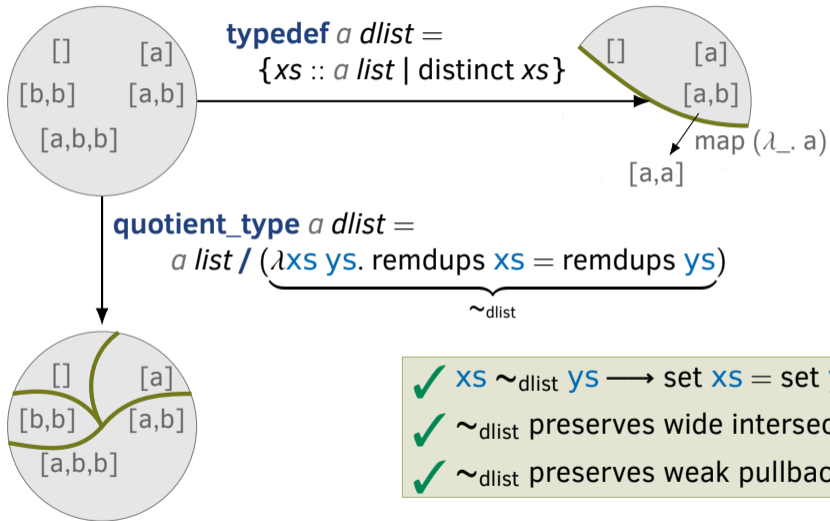 [] [a]
[b,b] [a,b]
[a,b,b]
typedef a dlist =
{xs :: a list | distinct xs}
[] [a]
[a,b]
map (λ_. a)
[a,a]
quotient_type a dlist =
a list / (λxs ys. remdups xs = remdups ys)
~dlist
[] [a]
[b,b] [a,b]
[a,b,b]
✓ xs ~dlist ys ⟶ set xs = set
✓ ~dlist preserves wide
✓ ~dlist preserves weak